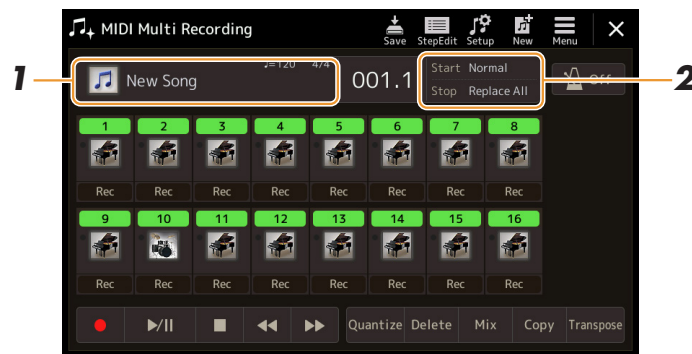 MIDI Multi Recording
Save StepEdit Setup New Menu
1
New Song
♩=120 4/4
001.1
Start Normal
Stop Replace All
Off
2
1 2 3 4 5 6 7 8
Rec Rec Rec Rec Rec Rec Rec Rec
9 10 11 12 13 14 15 16
Rec Rec Rec Rec Rec Rec Rec Rec
Quantize Delete Mix Copy Transpose